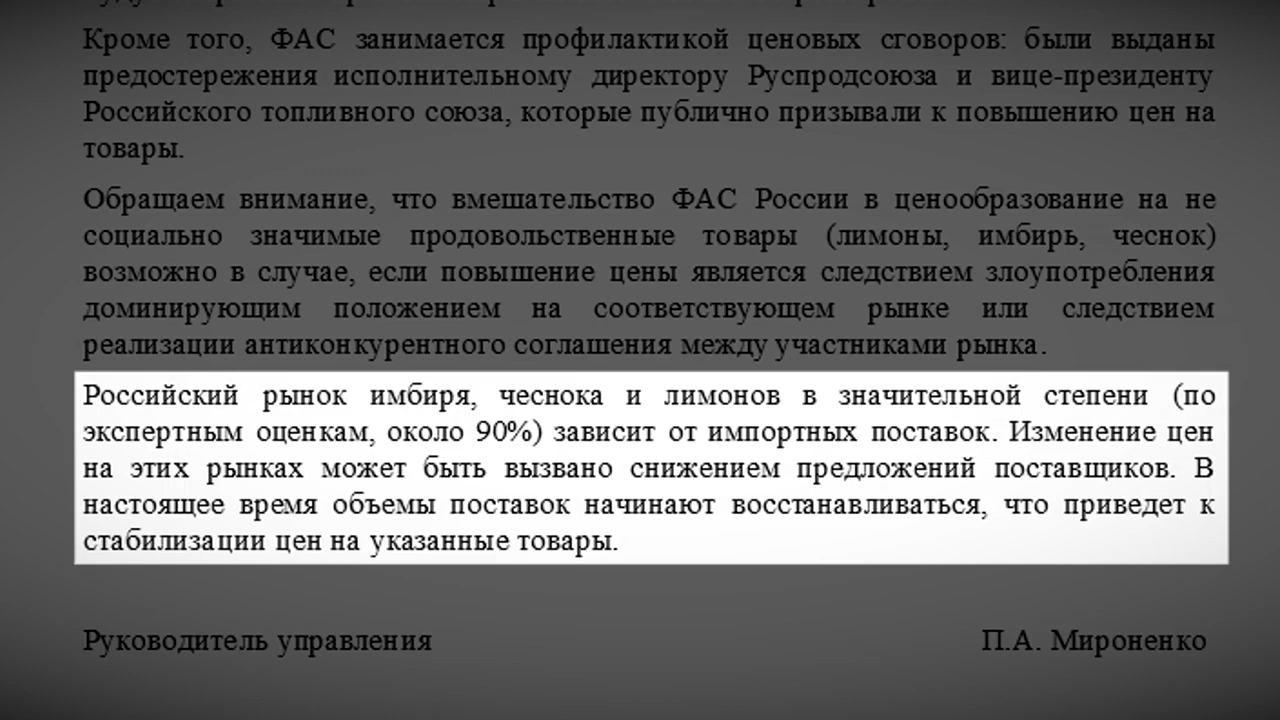 Кроме того, ФАС занимается профилактикой ценовых сговоров: были выданы
предостережения исполнительному директору Руспродсоюза и вице-президенту
Российского топливного союза, которые публично призывали к повышению цен на
товары.
Обращаем внимание, что вмешательство ФАС России в ценообразование на не
социально значимые продовольственные товары (лимоны, имбирь, чеснок)
возможно в случае, если повышение цены является следствием злоупотребления
доминирующим положением на соответствующем рынке или следствием
реализации антиконкурентного соглашения между участниками рынка.
Российский рынок имбиря, чеснока и лимонов в значительной степени (по
экспертным оценкам, около 90%) зависит от импортных поставок. Изменение цен
на этих рынках может быть вызвано снижением предложений поставщиков. В
настоящее время объемы поставок начинают восстанавливаться, что приведет к
стабилизации цен на указанные товары.
Руководитель управления П.А. Мироненко